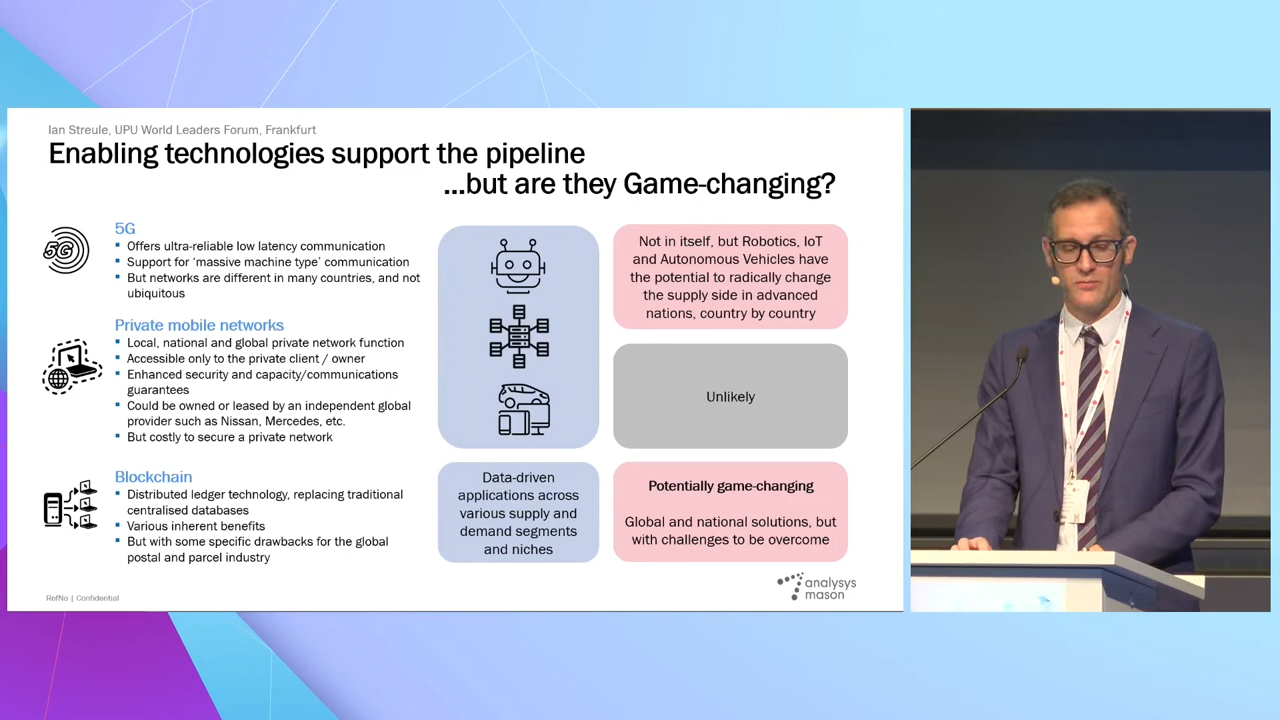 Ian Streule, UPU World Leaders Forum, Frankfurt
Enabling technologies support the pipeline
...but are they Game-changing?
5G
5G
Offers ultra-reliable low latency communication
Support for ‘massive machine type’ communication
But networks are different in many countries, and not
ubiquitous
Private mobile networks
Local, national and global private network function
Accessible only to the private client / owner
Enhanced security and capacity/communications
guarantees
Could be owned or leased by an independent global
provider such as Nissan, Mercedes, etc.
But costly to secure a private network
Blockchain
Distributed ledger technology, replacing traditional
centralised databases
Various inherent benefits
But with some specific drawbacks for the global
postal and parcel industry
Data-driven
applications across
various supply and
demand segments
and niches
Not in itself, but Robotics, IoT
and Autonomous Vehicles have
the potential to radically change
the supply side in advanced
nations, country by country
Unlikely
Potentially game-changing
Global and national solutions, but
with challenges to be overcome
RefNo | Confidential
analysys
mason